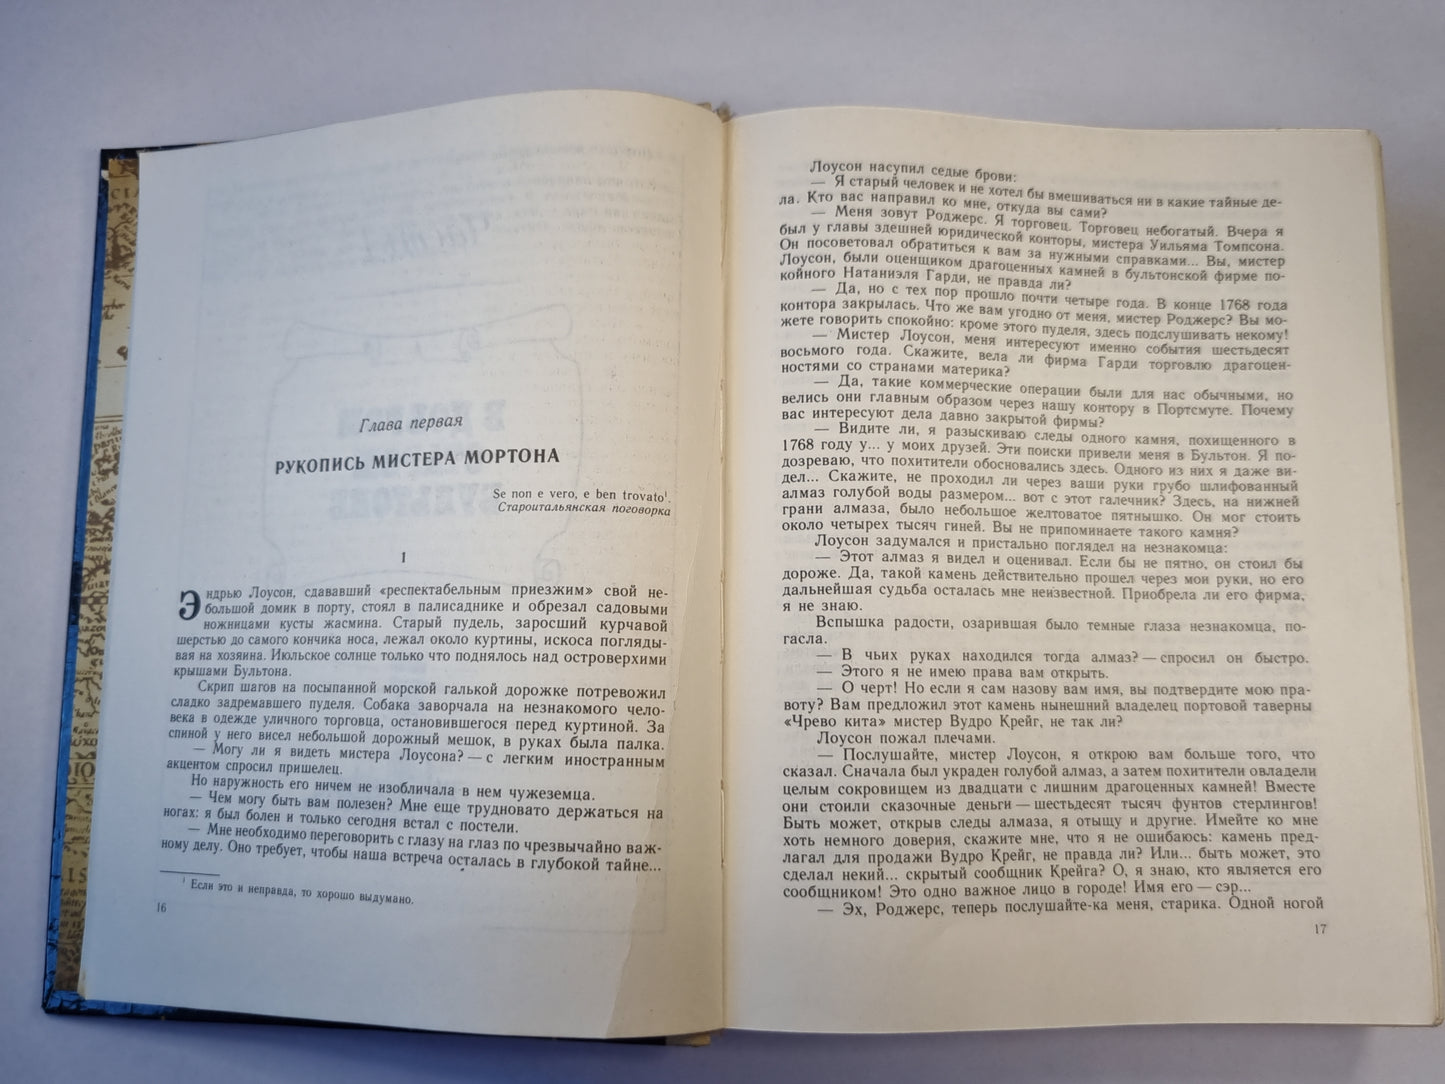 Глава первая
РУКОПИСЬ МИСТЕРА МОРТОНА
Se non e vero, e ben trovato¹.
Староитальянская поговорка
I
Эндрью Лоусон, сдававший «респектабельным приезжим» свой не-
большой домик в порту, стоял в палисаднике и обрезал садовыми
ножницами кусты жасмина. Старый пудель, заросший курчавой
шерстью до самого кончика носа, лежал около куртины, искоса погляды-
вая на хозяина. Июльское солнце только что поднялось над островерхими
крышами Бультона.
Скрип шагов на посыпанной морской галькой дорожке потревожил
сладко задремавшего пуделя. Собака заворчала на незнакомого чело-
века в одежде уличного торговца, остановившегося перед куртиной. За
спиной у него висел небольшой дорожный мешок, в руках была палка.
— Могу ли я видеть мистера Лоусона? — с легким иностранным
акцентом спросил пришелец.
Но наружность его ничем не изобличала в нем чужеземца.
— Чем могу быть вам полезен? Мне еще трудновато держаться на
ногах: я был болен и только сегодня встал с постели.
— Мне необходимо переговорить с глазу на глаз по чрезвычайно важ-
ному делу. Оно требует, чтобы наша встреча осталась в глубокой тайне...
¹ Если это и неправда, то хорошо выдумано.
16
Лоусон насупил седые брови:
— Я старый человек и не хотел бы вмешиваться ни в какие тайные де-
ла. Кто вас направил ко мне, откуда вы сами?
— Меня зовут Роджерс. Я торговец. Торговец небогатый. Вчера я
был у главы здешней юридической конторы, мистера Уильяма Томпсона.
Он посоветовал обратиться к вам за нужными справками... Вы, мистер
Лоусон, были оценщиком драгоценных камней в бультонской фирме по-
койного Натаниэля Гарди, не правда ли?
— Да, но с тех пор прошло почти четыре года. В конце 1768 года
контора закрылась. Что же вам угодно от меня, мистер Роджерс? Вы мо-
жете говорить спокойно: кроме этого пуделя, здесь подслушивать некому!
— Мистер Лоусон, меня интересуют именно события шестьдесят
восьмого года. Скажите, вела ли фирма Гарди торговлю драгоцен-
ностями со странами материка?
— Да, такие коммерческие операции были для нас обычными, но
велись они главным образом через нашу контору в Портсмуте. Почему
вас интересуют дела давно закрытой фирмы?
— Видите ли, я разыскиваю следы одного камня, похищенного в
1768 году у... у моих друзей. Эти поиски привели меня в Бультон. Я по-
дозреваю, что похитители обосновались здесь. Одного из них я даже ви-
дел... Скажите, не проходил ли через ваши руки грубо шлифованный
алмаз голубой воды размером... вот с этот галечник? Здесь, на нижней
грани алмаза, было небольшое желтоватое пятнышко. Он мог стоить
около четырех тысяч гиней. Вы не припоминаете такого камня?
Лоусон задумался и пристально поглядел на незнакомца:
— Этот алмаз я видел и оценивал. Если бы не пятно, он стоил бы
дороже. Да, такой камень действительно прошел через мои руки, но его
дальнейшая судьба осталась мне неизвестной. Приобрела ли его фирма,
я не знаю.
Вспышка радости, озарившая было темные глаза незнакомца, по-
гасла.
— В чьих руках находился тогда алмаз? — спросил он быстро.
— Этого я не имею права вам открыть.
— О черт! Но если я сам назову вам имя, вы подтвердите мою пра-
воту? Вам предложил этот камень нынешний владелец портовой таверны
«Чрево кита» мистер Вудро Крейг, не так ли?
Лоусон пожал плечами.
— Послушайте, мистер Лоусон, я открою вам больше того, что
сказал. Сначала был украден голубой алмаз, а затем похитители овладели
целым сокровищем из двадцати с лишним драгоценных камней! Вместе
они стоили сказочные деньги — шестьдесят тысяч фунтов стерлингов!
Быть может, открыв следы алмаза, я отыщу и другие. Имейте ко мне
хоть немного доверия, скажите мне, что я не ошибаюсь: камень пред-
лагал для продажи Вудро Крейг, не правда ли? Или... быть может, это
сделал некий... скрытый сообщник Крейга? О, я знаю, кто является его
сообщником! Это одно важное лицо в городе! Имя его — сэр...
— Эх, Роджерс, теперь послушайте-ка меня, старика. Одной ногой
17